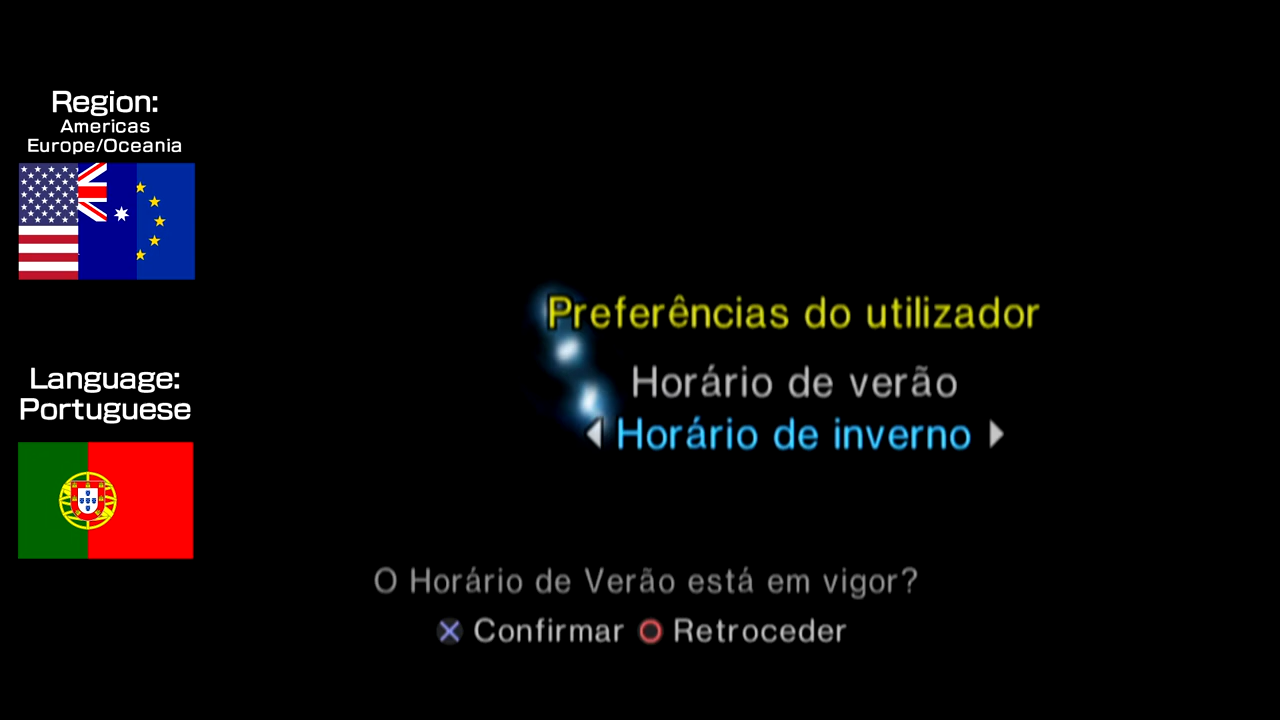 Region:
Americas
Europe/Oceania
Language:
Portuguese
Preferências do utilizador
Horário de verão
Horário de inverno
O Horário de Verão está em vigor?
Confirmar Retroceder